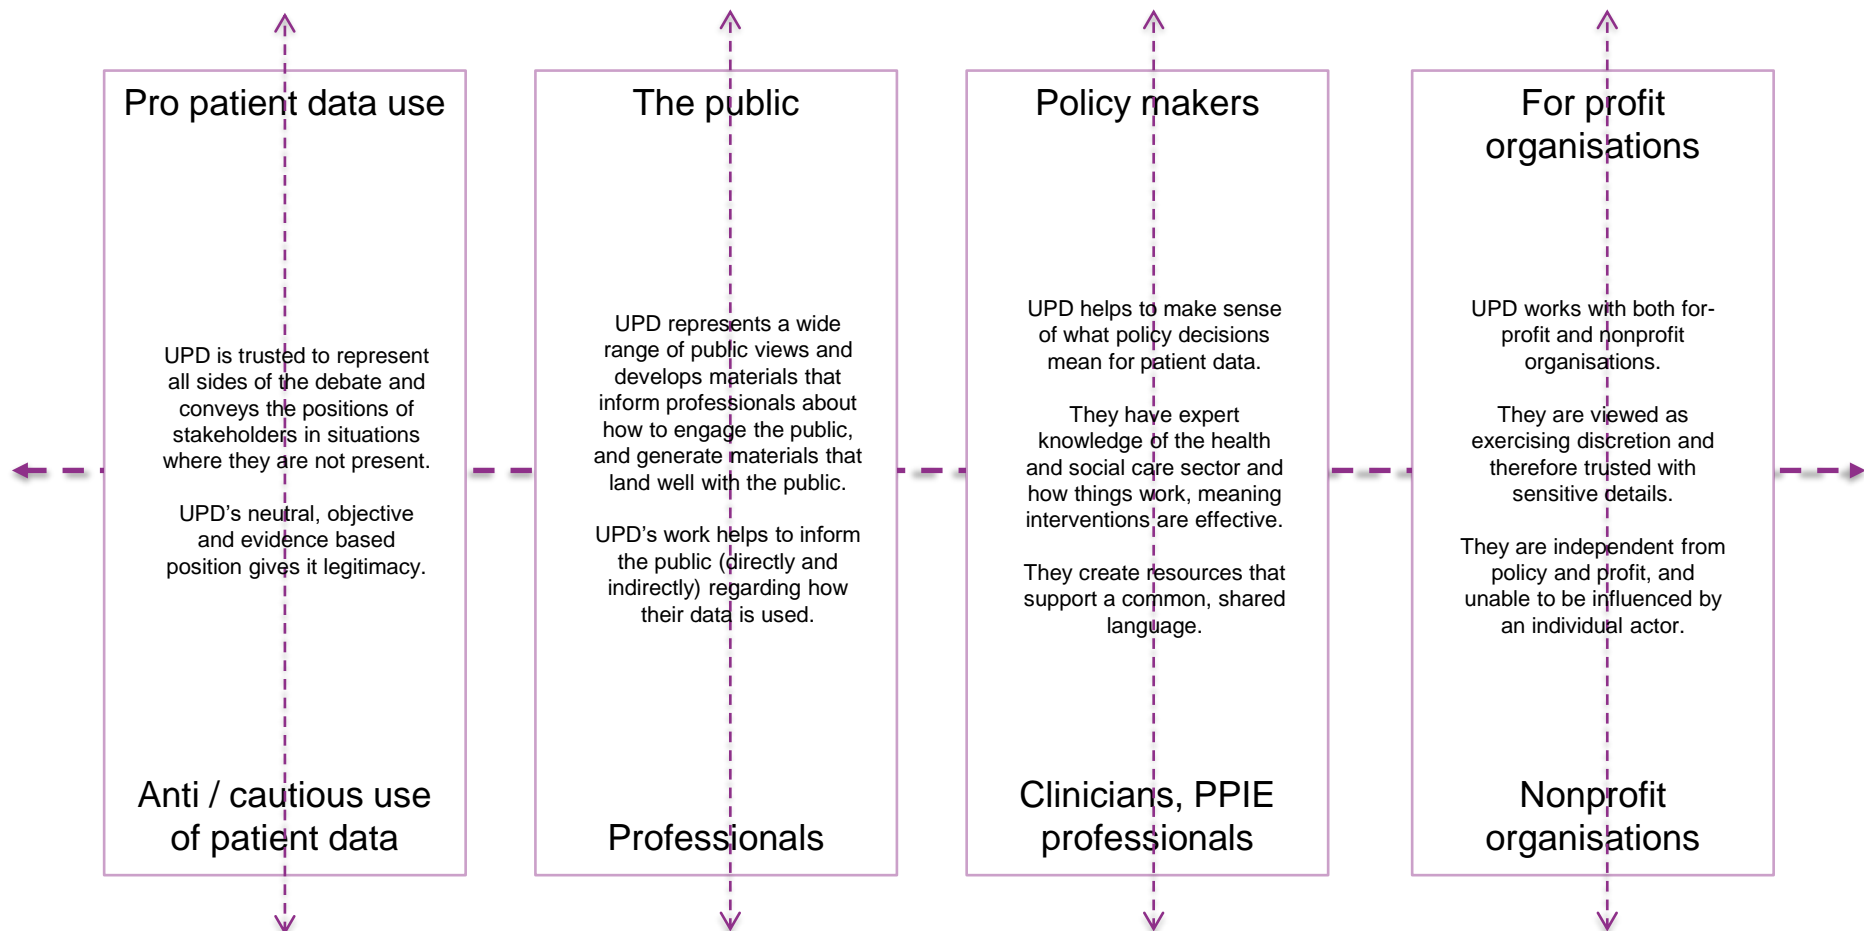 Pro patient data use
UPD is trusted to represent
all sides of the debate and
conveys the positions of
stakeholders in situations
where they are not present.
UPD’s neutral, objective
and evidence based
position gives it legitimacy.
Anti / cautious use
of patient data
The public
UPD represents a wide
range of public views and
develops materials that
inform professionals about
how to engage the public,
and generate materials that
land well with the public.
UPD’s work helps to inform
the public (directly and
indirectly) regarding how
their data is used.
Professionals
Policy makers
UPD helps to make sense
of what policy decisions
mean for patient data.
They have expert
knowledge of the health
and social care sector and
how things work, meaning
interventions are effective.
They create resources that
support a common, shared
language.
Clinicians, PPIE
professionals
For profit
organisations
UPD works with both for-
profit and nonprofit
organisations.
They are viewed as
exercising discretion and
therefore trusted with
sensitive details.
They are independent from
policy and profit, and
unable to be influenced by
an individual actor.
Nonprofit
organisations